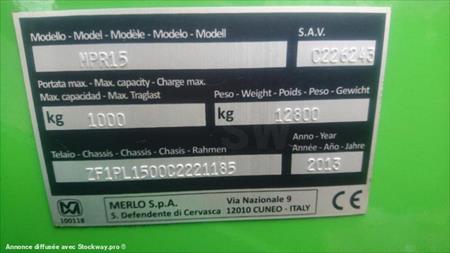 Modello - Model - Modèle - Modelo - Modell
S.A.V.
MPR15
C226243
Portata max. - Max. capacity - Charge max.
Max. capacidad - Max. Traglast
Peso - Weight - Poids - Peso - Gewicht
kg 1000
kg 12800
Telaio - Chassis - Chassis - Chasis - Rahmen
Anno - Year
Année - Año - Jahre
ZF1PL1500C2221185
2013
100118
MERLO S.p.A.
S. Defendente di Cervasca
Via Nazionale 9
12010 CUNEO - ITALY
CE
Annonce diffusée avec Stockway.pro ®